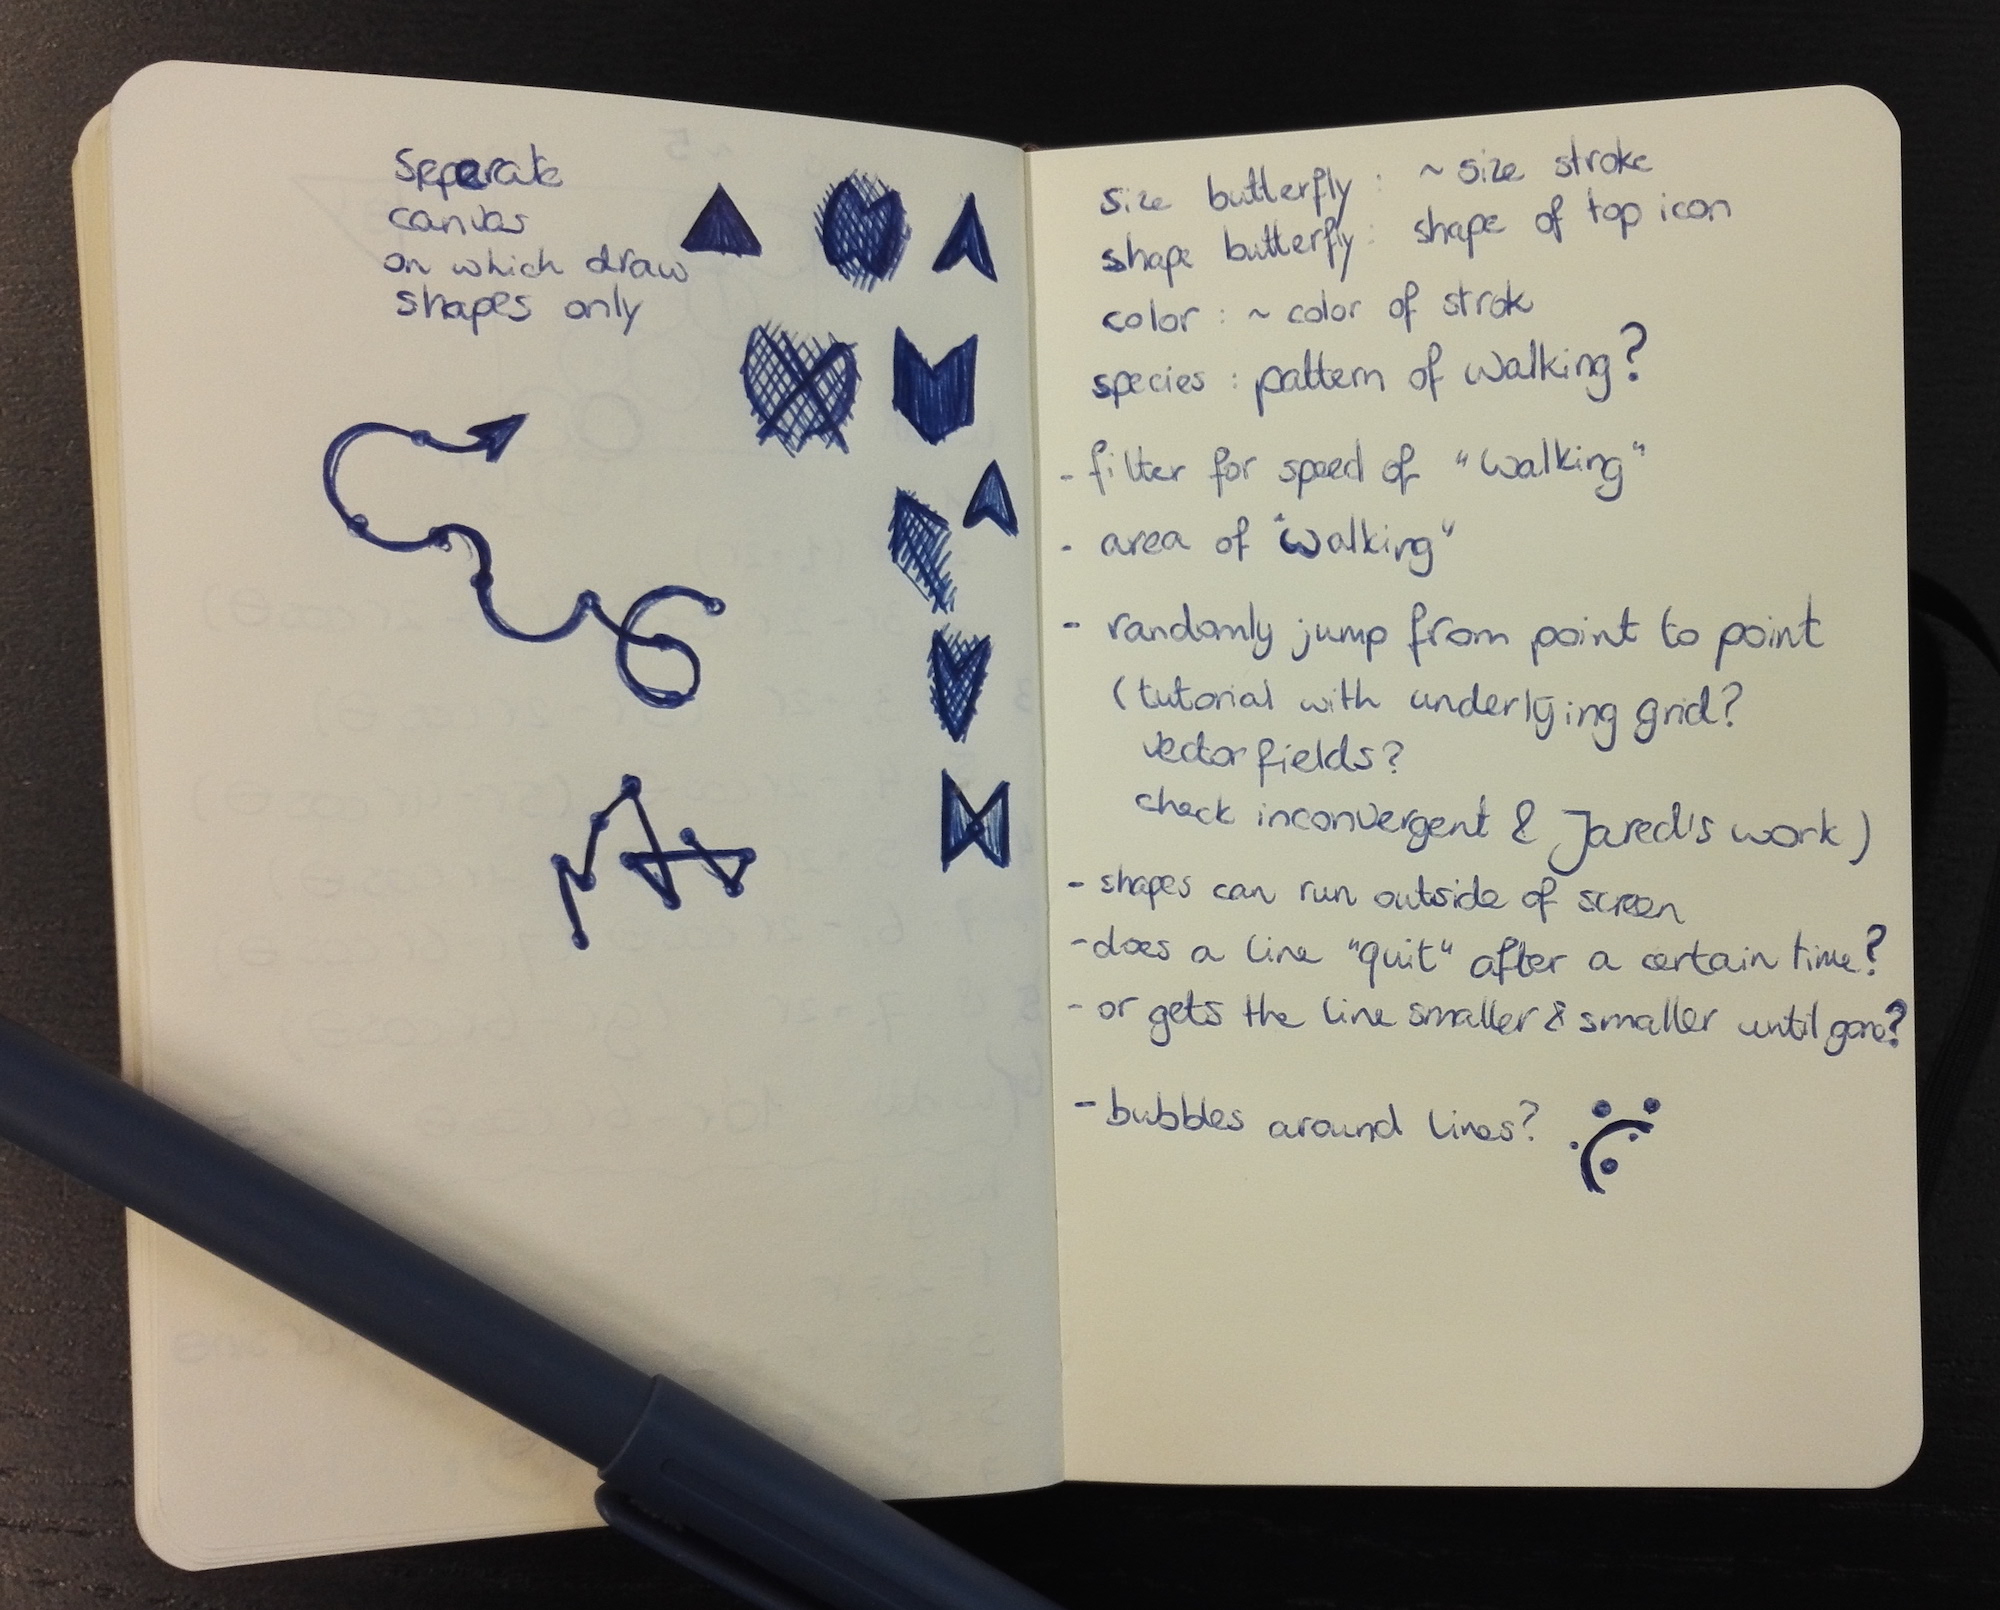 Seperate
canvas
on which draw
shapes only
size butterfly : ~ size stroke
shape butterfly : shape of top icon
color : ~ color of strok
species : pattern of walking?
- filter for speed of "walking"
- area of "walking"
- randomly jump from point to point
(tutorial with underlying grid?
vectorfields?
check inconvergent & Jared's work)
- shapes can run outside of screen
- does a line "quit" after a certain time?
- or gets the line smaller & smaller until gone?
- bubbles around lines?